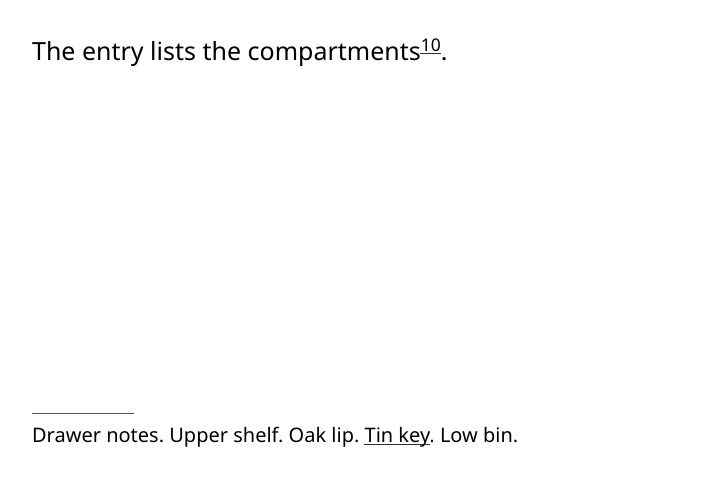 The entry lists the compartments10.
Drawer notes. Upper shelf. Oak lip. Tin key. Low bin.